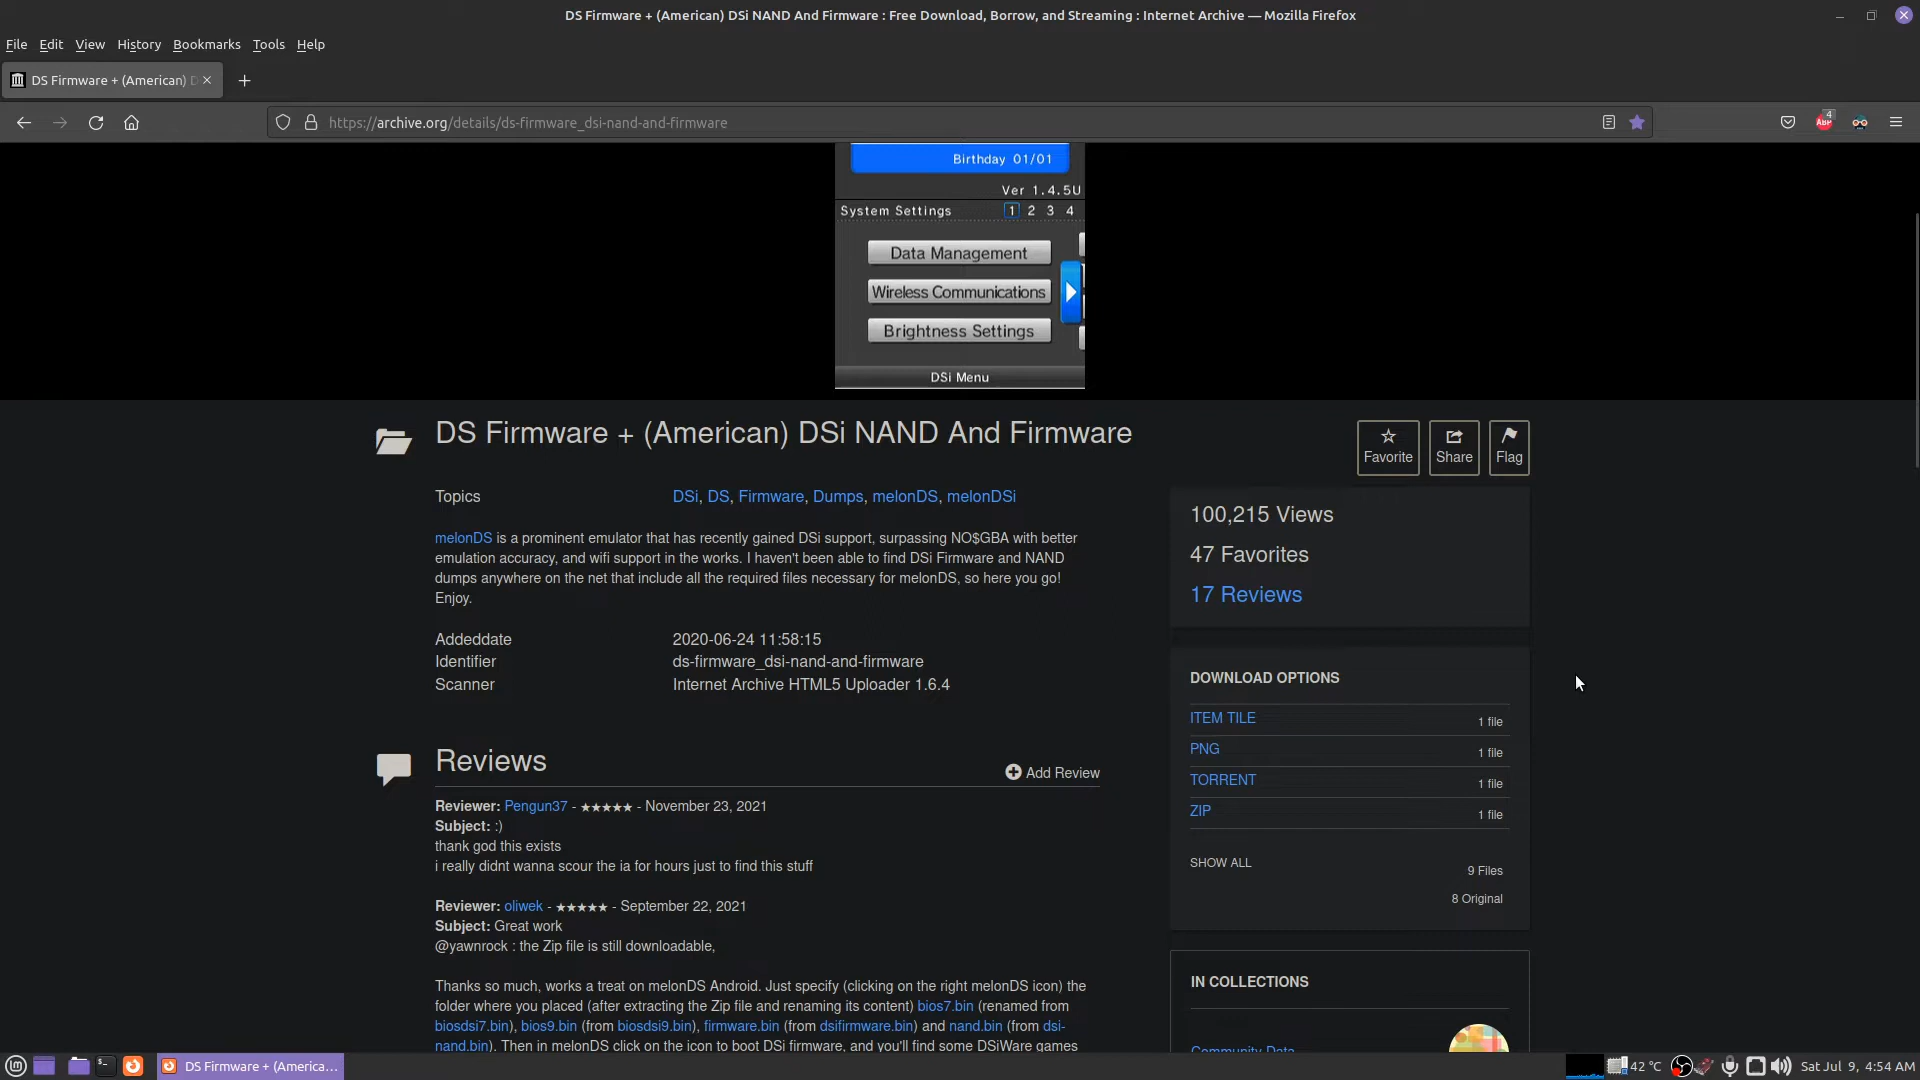 DS Firmware + (American) DSi NAND And Firmware : Free Download, Borrow, and Streaming : Internet Archive — Mozilla Firefox
File Edit View History Bookmarks Tools Help
DS Firmware + (American) D
https://archive.org/details/ds-firmware_dsi-nand-and-firmware
4
ABP
Birthday 01/01
Ver 1.4.5U
System Settings 1 2 3 4
Data Management
Wireless Communications
Brightness Settings
DSi Menu
DS Firmware + (American) DSi NAND And Firmware
Favorite Share Flag
Topics DSi, DS, Firmware, Dumps, melonDS, melonDSi
melonDS is a prominent emulator that has recently gained DSi support, surpassing NO$GBA with better
emulation accuracy, and wifi support in the works. I haven't been able to find DSi Firmware and NAND
dumps anywhere on the net that include all the required files necessary for melonDS, so here you go!
Enjoy.
Addeddate 2020-06-24 11:58:15
Identifier ds-firmware_dsi-nand-and-firmware
Scanner Internet Archive HTML5 Uploader 1.6.4
Reviews
Add Review
Reviewer: Pengun37 - ★★★★★ - November 23, 2021
Subject: :)
thank god this exists
i really didnt wanna scour the ia for hours just to find this stuff
Reviewer: oliwek - ★★★★★ - September 22, 2021
Subject: Great work
@yawnrock : the Zip file is still downloadable,
Thanks so much, works a treat on melonDS Android. Just specify (clicking on the right melonDS icon) the
folder where you placed (after extracting the Zip file and renaming its content) bios7.bin (renamed from
biosdsi7.bin), bios9.bin (from biosdsi9.bin), firmware.bin (from dsifirmware.bin) and nand.bin (from dsi-
nand.bin). Then in melonDS click on the icon to boot DSi firmware, and you'll find some DSiWare games
100,215 Views
47 Favorites
17 Reviews
DOWNLOAD OPTIONS
ITEM TILE 1 file
PNG 1 file
TORRENT 1 file
ZIP 1 file
SHOW ALL 9 Files
8 Original
IN COLLECTIONS
Community Data
DS Firmware + (America...
42 °C
Sat Jul 9, 4:54 AM